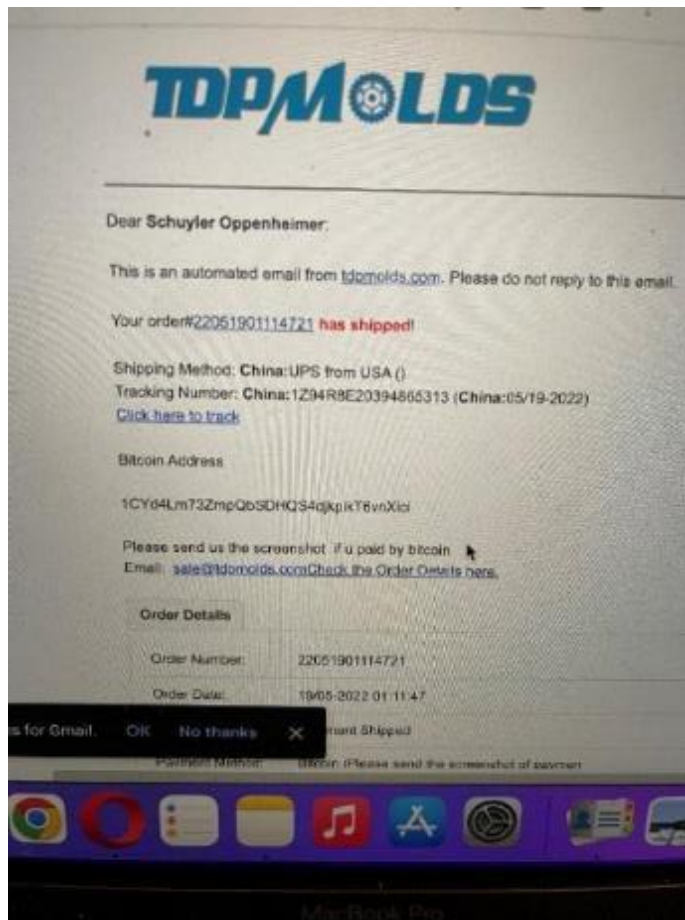 TDPMOLDS
Dear Schuyler Oppenheimer:
This is an automated email from tdpmolds.com. Please do not reply to this email.
Your order#22051901114721 has shipped!
Shipping Method: China:UPS from USA ()
Tracking Number: China:1Z94R8E20394865313 (China:05/19-2022)
Click here to track
Bitcoin Address
Please send us the screenshot if u paid by bitcoin
Email: sale@tdpmolds.comCheck the Order Details here.
Order Details
Order Number: 22051901114721
Order Date: 19/05-2022 01:11:47
s for Gmail. OK No thanks ×
Shipped
Payment Method: Bitcoin (Please send the screenshot of paymen
MacBook Pro